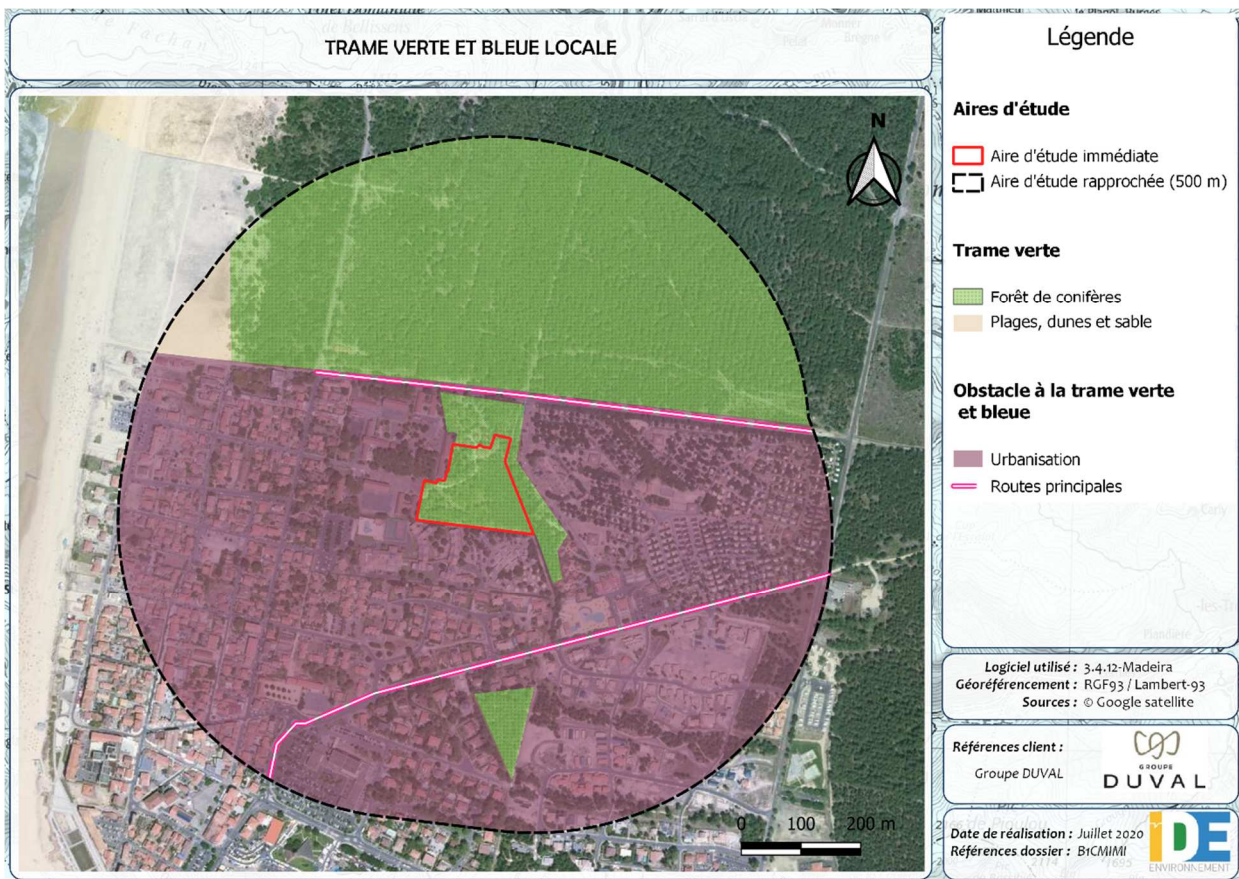 TRAME VERTE ET BLEUE LOCALE
N
0 100 200 m
Légende
Aires d'étude
Aire d'étude immédiate
Aire d'étude rapprochée (500 m)
Trame verte
Forêt de conifères
Plages, dunes et sable
Obstacle à la trame verte
et bleue
Urbanisation
Routes principales
Logiciel utilisé : 3.4.12-Madeira
Géoréférencement : RGF93 / Lambert-93
Sources : © Google satellite
Références client :
Groupe DUVAL
GROUPE
DUVAL
Date de réalisation : Juillet 2020
Références dossier : B1CMIMI
IDE
ENVIRONNEMENT